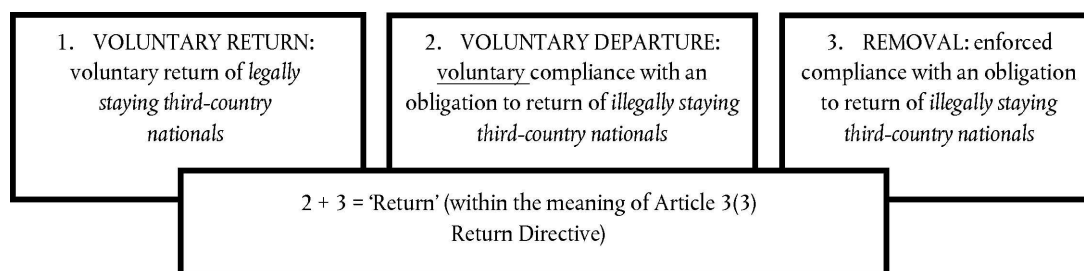 1. VOLUNTARY RETURN:
voluntary return of legally
staying third-country
nationals
2. VOLUNTARY DEPARTURE:
voluntary compliance with an
obligation to return of illegally staying
third-country nationals
3. REMOVAL: enforced
compliance with an obligation
to return of illegally staying
third-country nationals
2 + 3 = ‘Return’ (within the meaning of Article 3(3)
Return Directive)